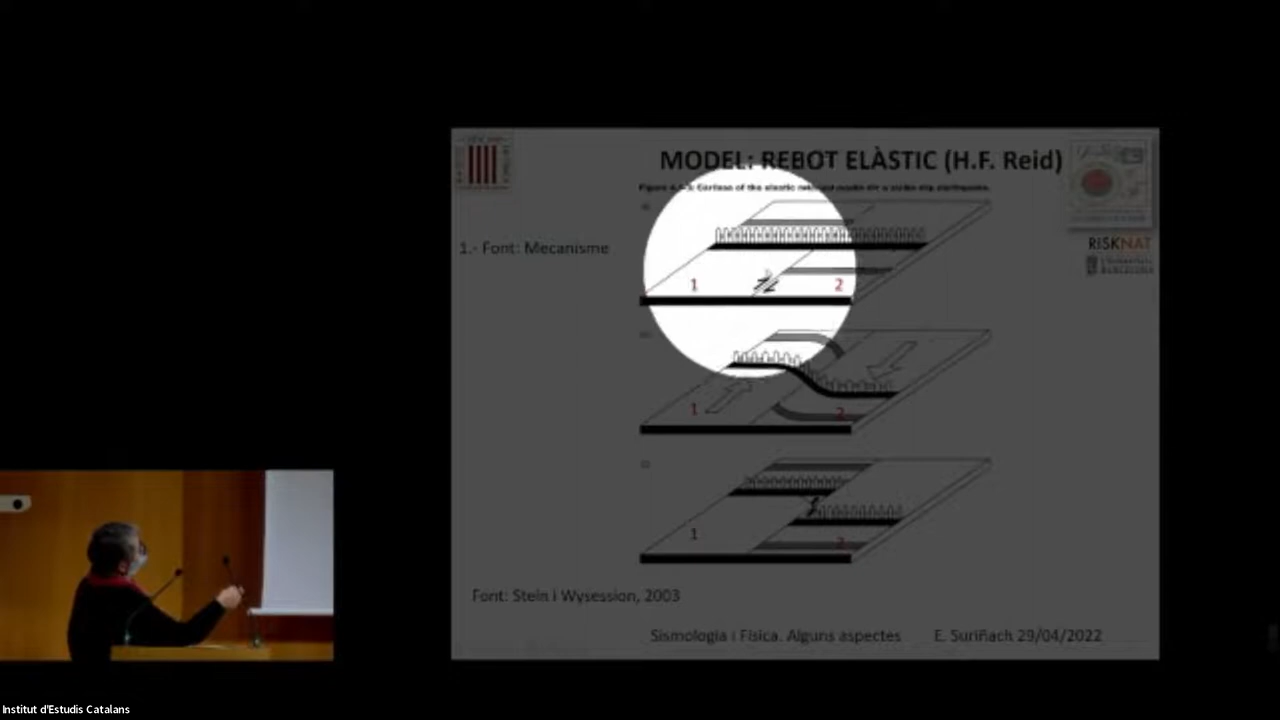 MODEL: REBOT ELÀSTIC (H.F. Reid)
1.- Font: Mecanisme
RISKNAT
BARCELONA
1
2
1
2
1
2
Font: Stein i Wysession, 2003
Sismologia i Física. Alguns aspectes
E. Suriñach 29/04/2022
Institut d'Estudis Catalans